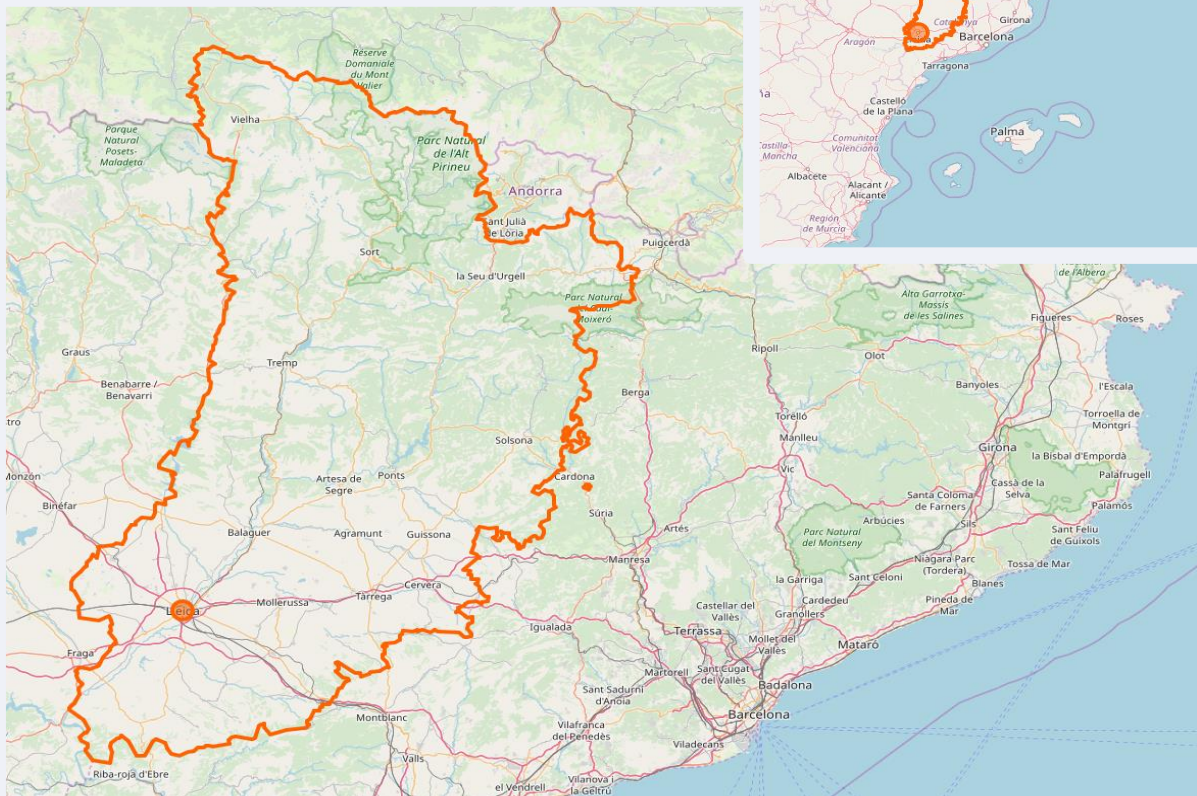 Reserve
Domaniale
du Mont
Valier
Vielha
Parque
Natural
Posets-
Maladeta
Parc Natural
de l'Alt
Pirineu
Andorra
Sant Julià
de Lòria
Sort
Puigcerdà
la Seu d'Urgell
Parc Natural
Graus
Tremp
Benabarre /
Benavarri
Berga
Ripoll
Solsona
Cardona
Artesa de
Segre
Ponts
Binéfar
Balaguer
Agramunt
Guissona
Súria
Artés
Manresa
Cervera
Tàrrega
Mollerussa
Lleida
Igualada
Fraga
Montblanc
Riba-roja d'Ebre
Valls
el Vendrell
Vilafranca
del Penedès
Sant Sadurní
d'Anoia
Vilanova i
la Geltrú
Martorell
Sant Cugat
del Vallès
Terrassa
Castellar del
Vallès
Viladecans
Barcelona
Badalona
Mollet del
Vallès
Granollers
Cardedeu
la Garriga
Sant Celoni
Mataró
Pineda de
Mar
Blanes
Niàgara Parc
(Tordera)
Tossa de Mar
Parc Natural
del Montseny
Arbúcies
Santa Coloma
de Farners
Sils
Vic
Manlleu
Torelló
Olot
Alta Garrotxa-
Massís
de les Salines
de l'Albera
Figueres
Roses
Banyoles
l'Escala
Torroella de
Montgrí
Girona
la Bisbal d'Empordà
Cassà de la
Selva
Palafrugell
Palamós
Sant Feliu
de Guíxols
Girona
Barcelona
Aragón
Tarragona
Castelló
de la Plana
Comunitat
Valenciana
Castilla-
Mancha
Albacete
Alacant /
Alicante
Región
de Murcia
Palma